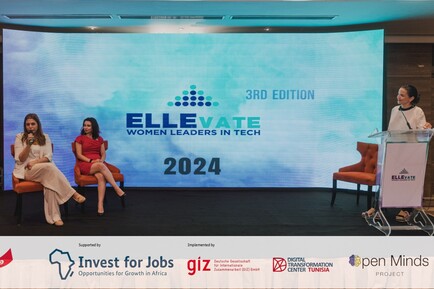 3RD EDITION
ELLEVATE
WOMEN LEADERS IN TECH
2024
ELLEVATE
Supported by
Invest for Jobs
Opportunities for Growth in Africa
Implemented by
giz
Deutsche Gesellschaft
für Internationale
Zusammenarbeit (GIZ) GmbH
DIGITAL
TRANSFORMATION
CENTER TUNISIA
Open Minds
PROJECT